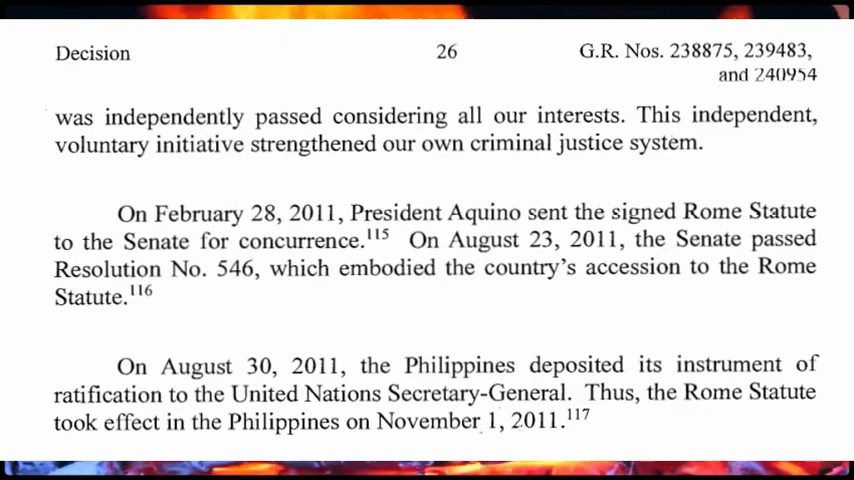 Decision 26 G.R. Nos. 238875, 239483,
and 240954
was independently passed considering all our interests. This independent,
voluntary initiative strengthened our own criminal justice system.
On February 28, 2011, President Aquino sent the signed Rome Statute
to the Senate for concurrence.115 On August 23, 2011, the Senate passed
Resolution No. 546, which embodied the country's accession to the Rome
Statute.116
On August 30, 2011, the Philippines deposited its instrument of
ratification to the United Nations Secretary-General. Thus, the Rome Statute
took effect in the Philippines on November 1, 2011.117